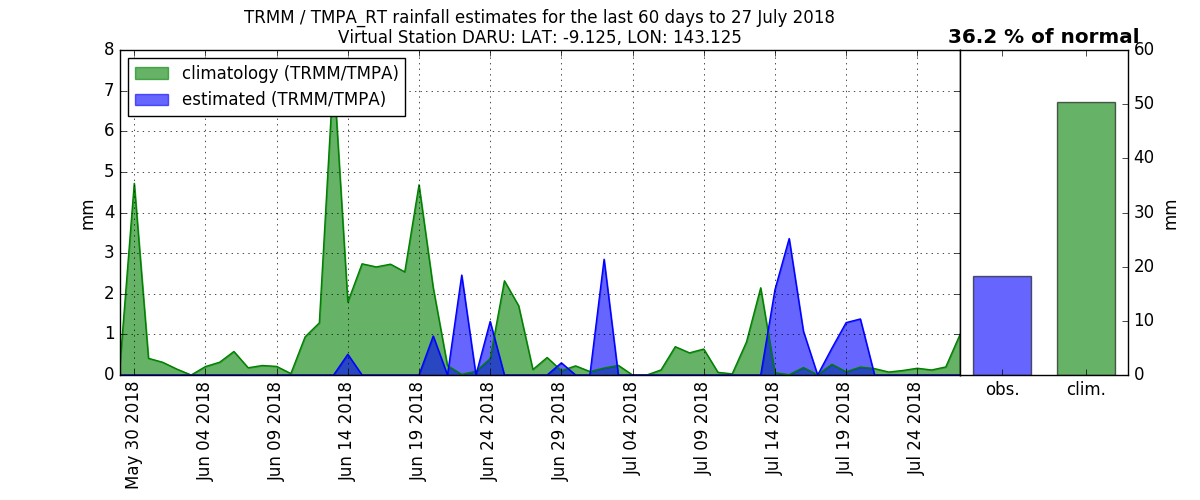 TRMM / TMPA_RT rainfall estimates for the last 60 days to 27 July 2018
Virtual Station DARU: LAT: -9.125, LON: 143.125
36.2 % of normal
climatology (TRMM/TMPA)
estimated (TRMM/TMPA)
8
7
6
5
4
3
2
1
0
mm
May 30 2018
Jun 04 2018
Jun 09 2018
Jun 14 2018
Jun 19 2018
Jun 24 2018
Jun 29 2018
Jul 04 2018
Jul 09 2018
Jul 14 2018
Jul 19 2018
Jul 24 2018
obs.
clim.
60
50
40
30
20
10
0
mm